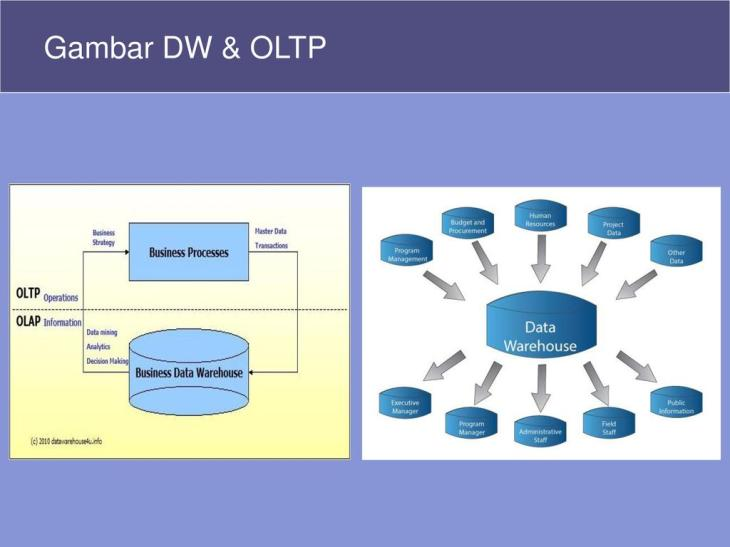 Gambar DW & OLTP
Business
Strategy
Business Processes
Master Data
Transactions
OLTP Operations
OLAP Information
Data mining
Analytics
Decision Making
Business Data Warehouse
(c) 2010 datawarehouse4u.info
Program
Management
Budget and
Procurement
Human
Resources
Project
Data
Other
Data
Data
Warehouse
Executive
Manager
Program
Manager
Administrative
Staff
Field
Staff
Public
Information